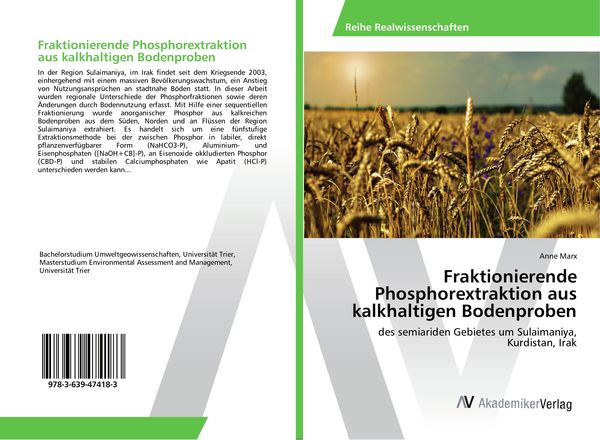 Fraktionierende Phosphorextraktion
aus kalkhaltigen Bodenproben
In der Region Sulaimaniya, im Irak findet seit dem Kriegsende 2003,
einhergehend mit einem massiven Bevölkerungswachstum, ein Anstieg
von Nutzungsansprüchen an stadtnahe Böden statt. In dieser Arbeit
wurden regionale Unterschiede der Phosphorfraktionen sowie deren
Änderungen durch Bodennutzung erfasst. Mit Hilfe einer sequentiellen
Fraktionierung wurde anorganischer Phosphor aus kalkreichen
Bodenproben aus dem Süden, Norden und an Flüssen der Region
Sulaimaniya extrahiert. Es handelt sich um eine fünfstufige
Extraktionsmethode bei der zwischen Phosphor in labiler, direkt
pflanzenverfügbarer Form (NaHCO3-P), Aluminium- und
Eisenphosphaten ([NaOH+CB]-P), an Eisenoxide okkludierten Phosphor
(CBD-P) und stabilen Calciumphosphaten wie Apatit (HCl-P)
unterschieden werden kann...
Bachelorstudium Umweltgeowissenschaften, Universität Trier,
Masterstudium Environmental Assessment and Management,
Universität Trier
978-3-639-47418-3
Reihe Realwissenschaften
Anne Marx
Fraktionierende
Phosphorextraktion aus
kalkhaltigen Bodenproben
des semiariden Gebietes um Sulaimaniya,
Kurdistan, Irak
AV AkademikerVerlag